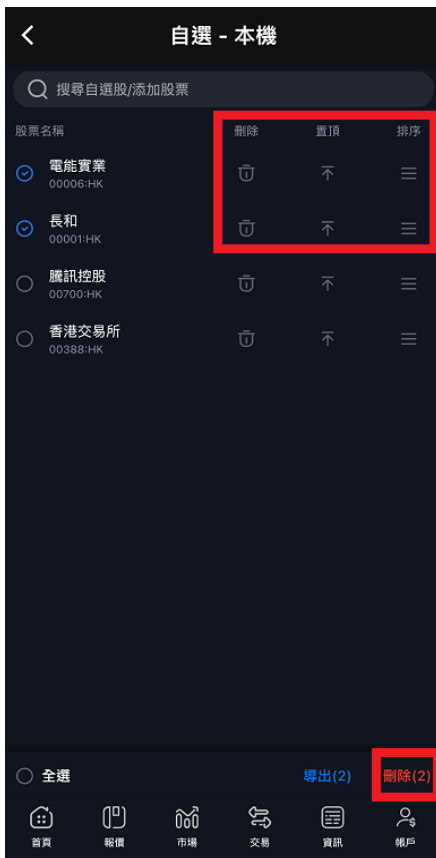 自選 - 本機
搜尋自選股/添加股票
股票名稱 刪除 置頂 排序
電能實業
00006:HK
長和
00001:HK
騰訊控股
00700:HK
香港交易所
00388:HK
全選 導出(2) 刪除(2)
首頁 報價 市場 交易 資訊 帳戶